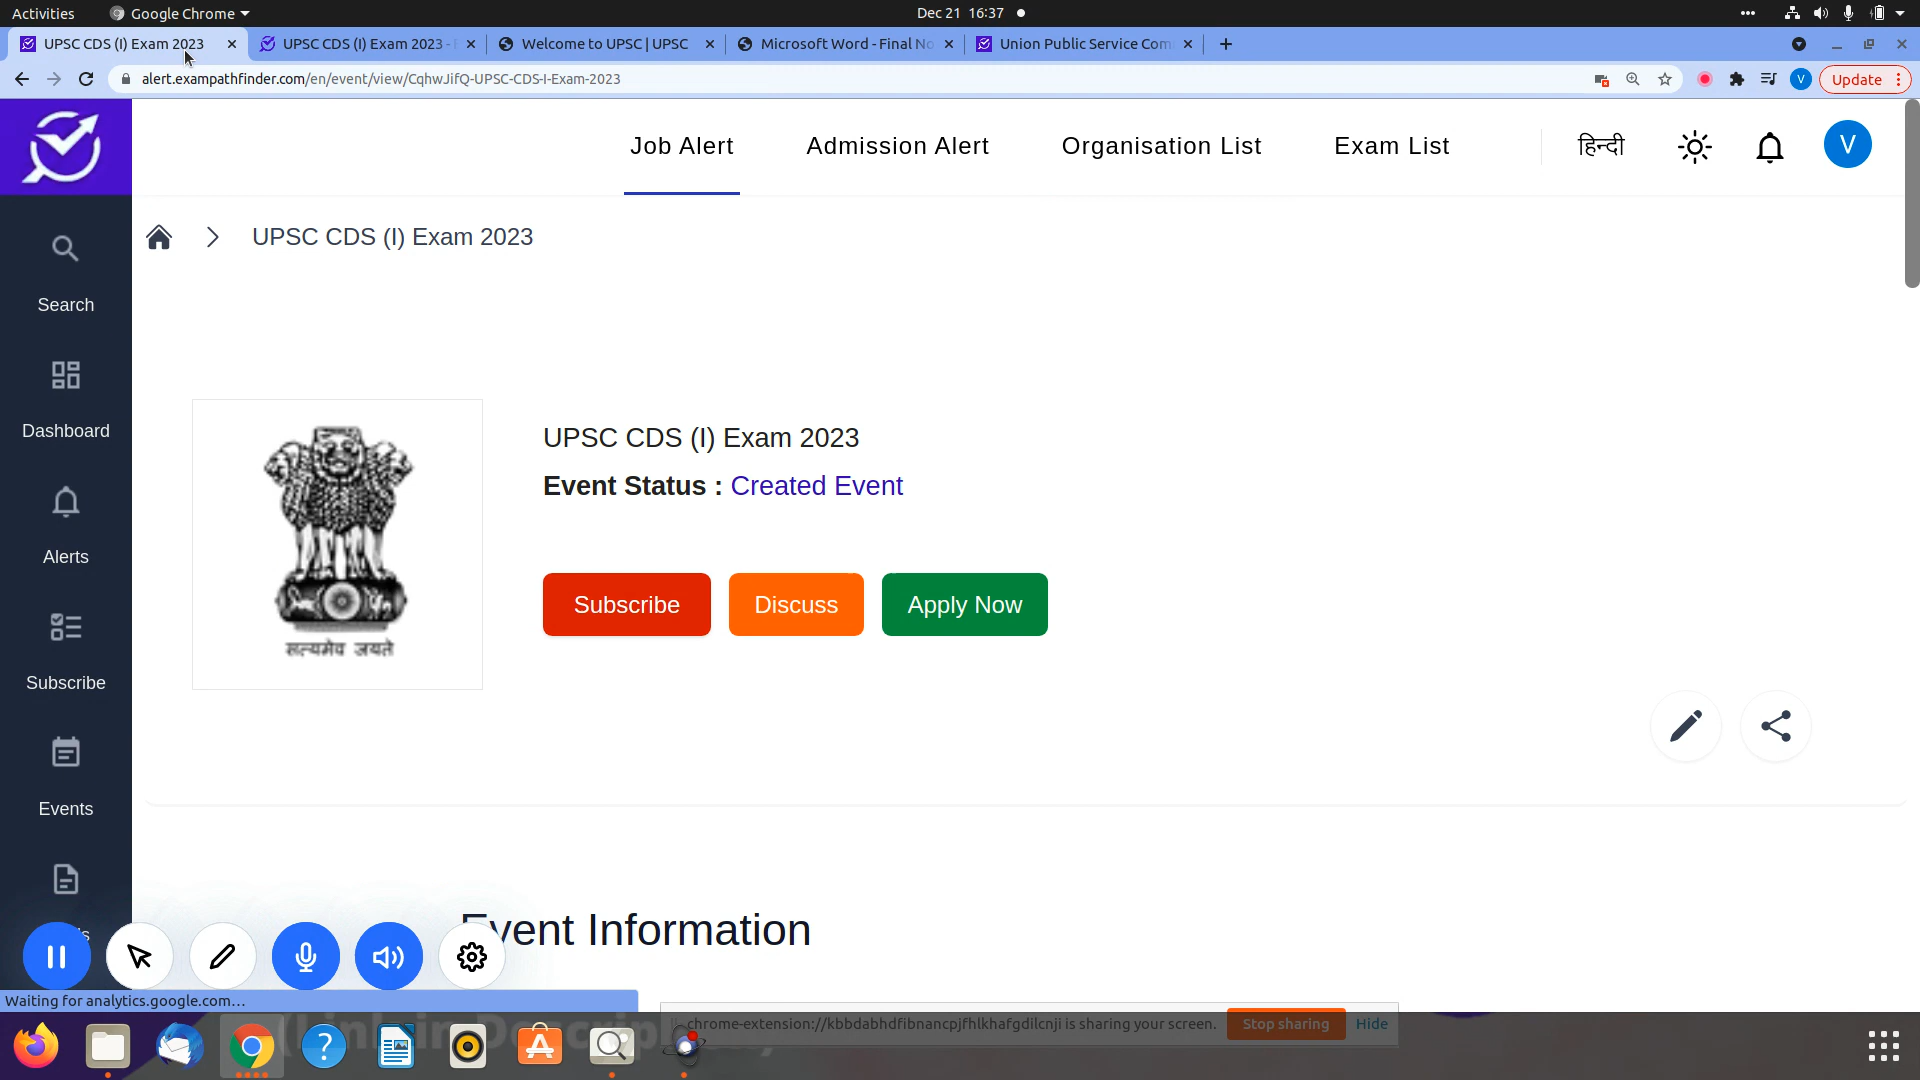 Activities
Google Chrome
Dec 21 16:37
UPSC CDS (I) Exam 2023
UPSC CDS (I) Exam 2023 -
Welcome to UPSC | UPSC
Microsoft Word - Final No
Union Public Service Com
alert.exampathfinder.com/en/event/view/CqhwJifQ-UPSC-CDS-I-Exam-2023
V
Update
Job Alert
Admission Alert
Organisation List
Exam List
हिन्दी
V
UPSC CDS (I) Exam 2023
Search
Dashboard
Alerts
Subscribe
Events
सत्यमेव जयते
UPSC CDS (I) Exam 2023
Event Status : Created Event
Subscribe
Discuss
Apply Now
Event Information
Waiting for analytics.google.com...
chrome-extension://kbbdabhdfibnancpjfhlkhafgdilcnji is sharing your screen.
Stop sharing
Hide